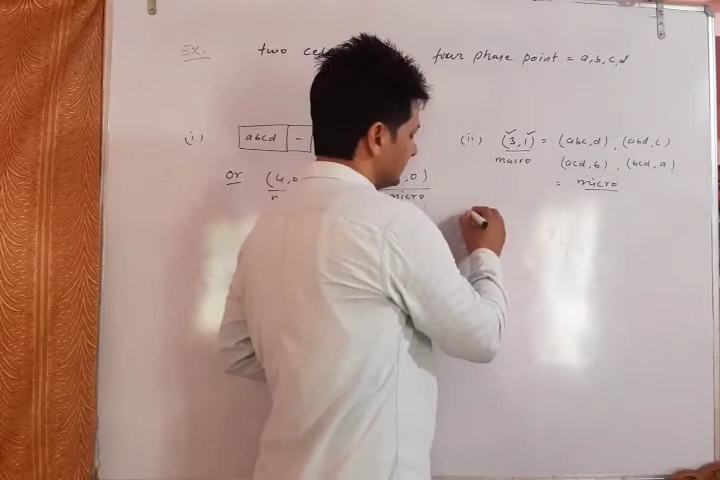 Ex. two four phase point = a,b,c,d
(i) abcd -
or (4,0 ,0)
micro
(ii) (3,1) = (abc,d), (abd,c)
macro (acd,b), (bcd,a)
= micro